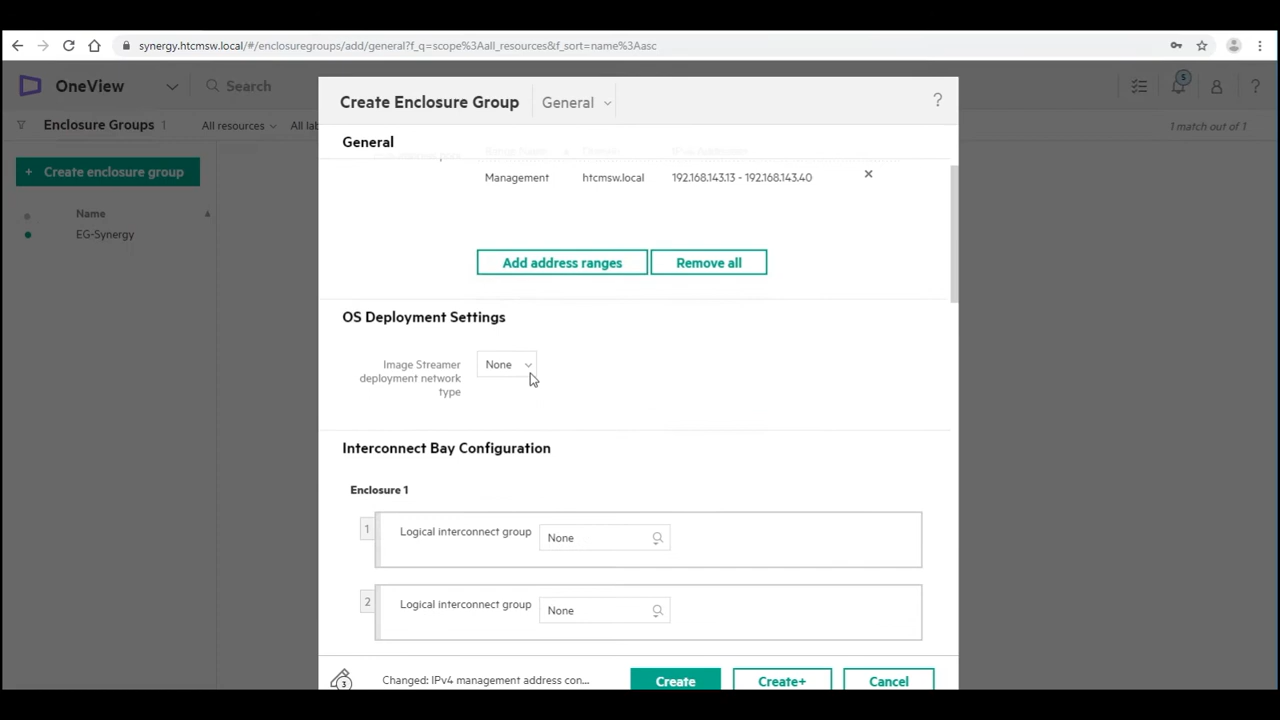 synergy.htcmsw.local/#/enclosuregroups/add/general?f_q=scope%3Aall_resources&f_sort=name%3Aasc
OneView
Search
5
?
Create Enclosure Group
General
?
Enclosure Groups 1
All resources
All lab
1 match out of 1
General
+ Create enclosure group
Management htcmsw.local 192.168.143.13 - 192.168.143.40
Name
EG-Synergy
Add address ranges
Remove all
OS Deployment Settings
Image Streamer
deployment network
type
None
Interconnect Bay Configuration
Enclosure 1
1
Logical interconnect group
None
2
Logical interconnect group
None
3
Changed: IPv4 management address con...
Create
Create+
Cancel